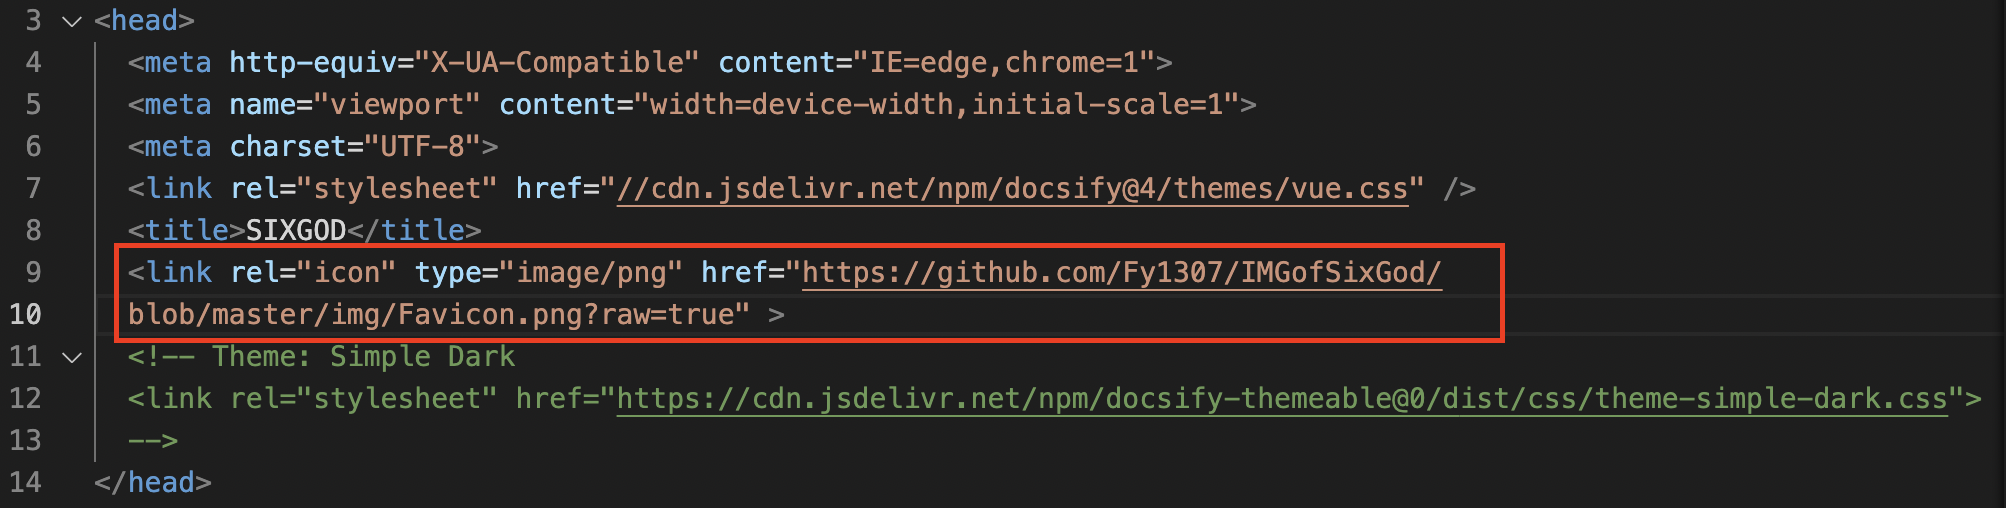 3 <head>
4 <meta http-equiv="X-UA-Compatible" content="IE=edge,chrome=1">
5 <meta name="viewport" content="width=device-width,initial-scale=1">
6 <meta charset="UTF-8">
7 <link rel="stylesheet" href="//cdn.jsdelivr.net/npm/docsify@4/themes/vue.css" />
8 <title>SIXGOD</title>
9 <link rel="icon" type="image/png" href="https://github.com/Fy1307/IMGofSixGod/
10 blob/master/img/Favicon.png?raw=true" >
11 <!-- Theme: Simple Dark
12 <link rel="stylesheet" href="https://cdn.jsdelivr.net/npm/docsify-themeable@0/dist/css/theme-simple-dark.css">
13 -->
14 </head>